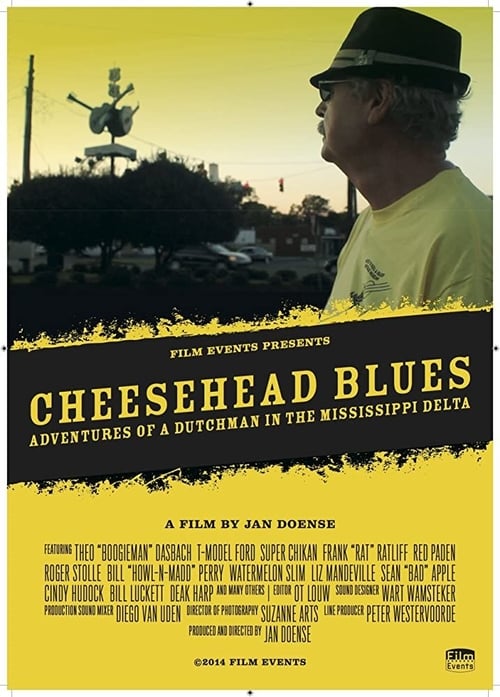 FILM EVENTS PRESENTS
CHEESEHEAD BLUES
ADVENTURES OF A DUTCHMAN IN THE MISSISSIPPI DELTA
A FILM BY JAN DOENSE
FEATURING THEO "BOOGIEMAN" DASBACH T-MODEL FORD SUPER CHIKAN FRANK "RAT" RATLIFF RED PADEN
ROGER STOLLE BILL "HOWL-N-MADD" PERRY WATERMELON SLIM LIZ MANDEVILLE SEAN "BAD" APPLE
CINDY HUDOCK BILL LUCKETT DEAK HARP AND MANY OTHERS | EDITOR OT LOUW SOUND DESIGNER WART WAMSTEKER
PRODUCTION SOUND MIXER DIEGO VAN UDEN DIRECTOR OF PHOTOGRAPHY SUZANNE ARTS LINE PRODUCER PETER WESTERVOORDE
PRODUCED AND DIRECTED BY JAN DOENSE
©2014 FILM EVENTS
Film
Events